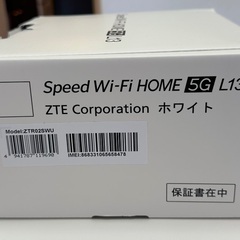 Speed Wi-Fi HOME 5G L13
ZTE Corporation ホワイト
Model:ZTR02SWU
IMEI:868331065658476
保証書在中